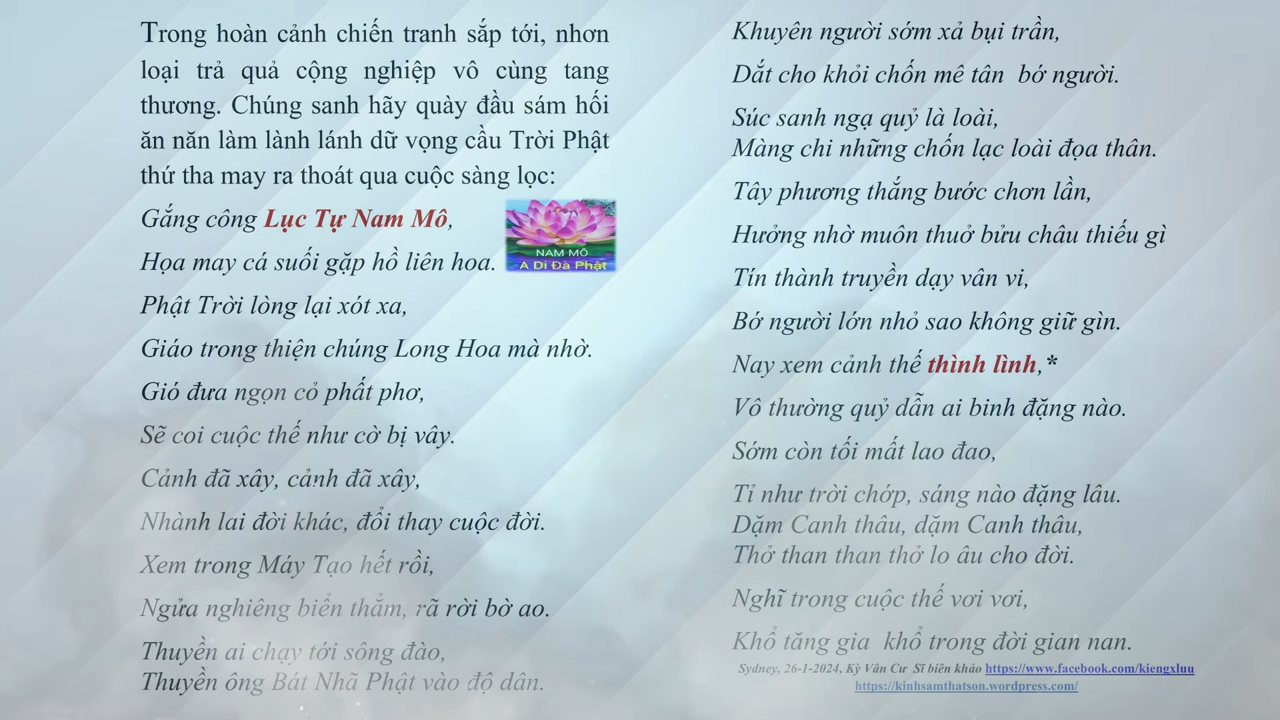 Trong hoàn cảnh chiến tranh sắp tới, nhơn
loại trả quả cộng nghiệp vô cùng tang
thương. Chúng sanh hãy quày đầu sám hối
ăn năn làm lành lánh dữ vọng cầu Trời Phật
thứ tha may ra thoát qua cuộc sàng lọc:
Gắng công Lục Tự Nam Mô,
Họa may cá suối gặp hồ liên hoa.
NAM MÔ
A Di Đà Phật
Phật Trời lòng lại xót xa,
Giáo trong thiện chúng Long Hoa mà nhờ.
Gió đưa ngọn cỏ phất phơ,
Sẽ coi cuộc thế như cờ bị vây.
Cảnh đã xây, cảnh đã xây,
Nhành lai đời khác, đổi thay cuộc đời.
Xem trong Máy Tạo hết rồi,
Ngửa nghiêng biển thắm, rã rời bờ ao.
Thuyền ai chạy tới sông đào,
Thuyền ông Bát Nhã Phật vào độ dân.
Khuyên người sớm xả bụi trần,
Dắt cho khỏi chốn mê tân  bớ người.
Súc sanh ngạ quỷ là loài,
Màng chi những chốn lạc loài đọa thân.
Tây phương thẳng bước chơn lần,
Hưởng nhờ muôn thuở bửu châu thiếu gì
Tín thành truyền dạy vân vi,
Bớ người lớn nhỏ sao không giữ gìn.
Nay xem cảnh thế thình lình,*
Vô thường quỷ dẫn ai binh đặng nào.
Sớm còn tối mất lao đao,
Tỉ như trời chớp, sáng nào đặng lâu.
Dặm Canh thâu, dặm Canh thâu,
Thở than than thở lo âu cho đời.
Nghĩ trong cuộc thế vơi vơi,
Khổ tăng gia  khổ trong đời gian nan.
Sydney, 26-1-2024, Kỳ Vân Cư  Sĩ biên khảo https://www.facebook.com/kiengxluu
https://kinhsamthatson.wordpress.com/